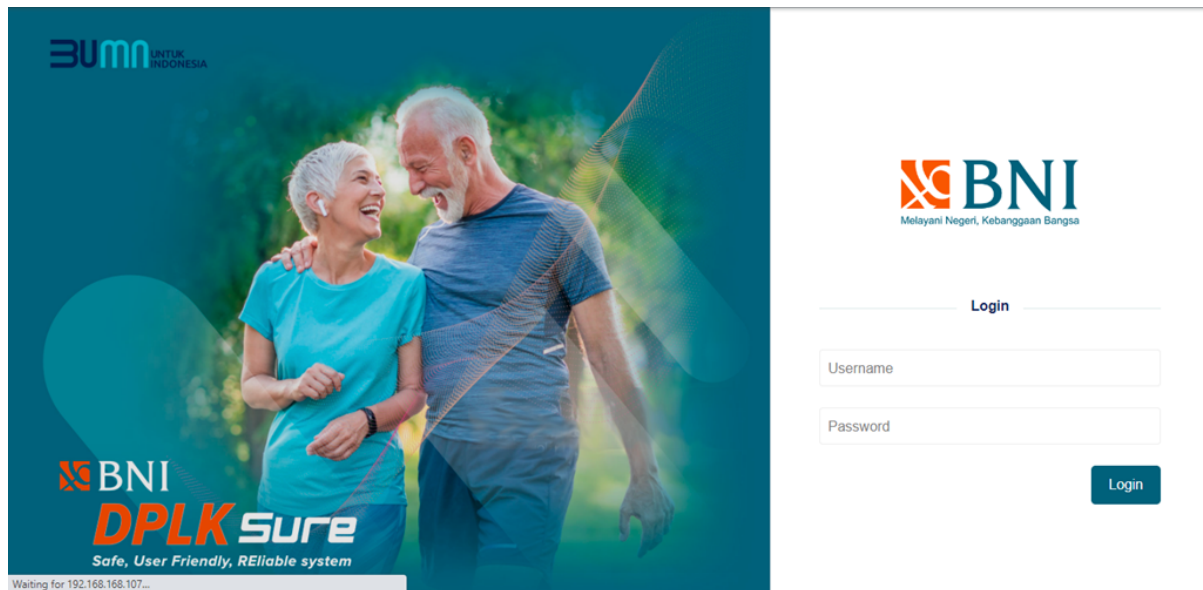 BUMN UNTUK
INDONESIA
BNI
DPLK Sure
Safe, User Friendly, REliable system
Waiting for 192.168.168.107...
BNI
Melayani Negeri, Kebanggaan Bangsa
Login
Username
Password
Login